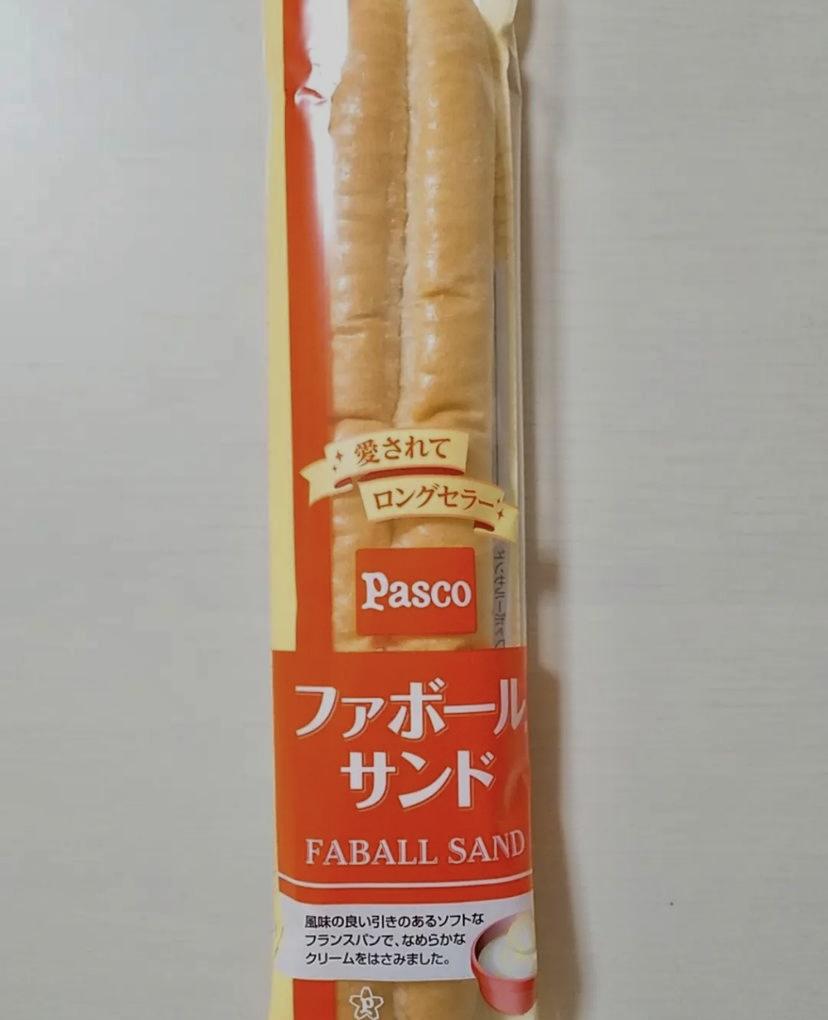 愛されて
ロングセラー
Pasco
ファボール
サンド
FABALL SAND
風味の良い引きのあるソフトな
フランスパンで、なめらかな
クリームをはさみました。
P